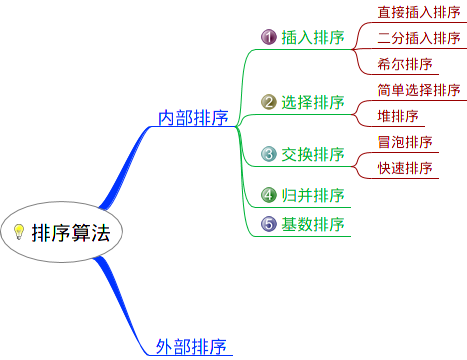 排序算法
内部排序
1 插入排序
直接插入排序
二分插入排序
希尔排序
2 选择排序
简单选择排序
堆排序
3 交换排序
冒泡排序
快速排序
4 归并排序
5 基数排序
外部排序